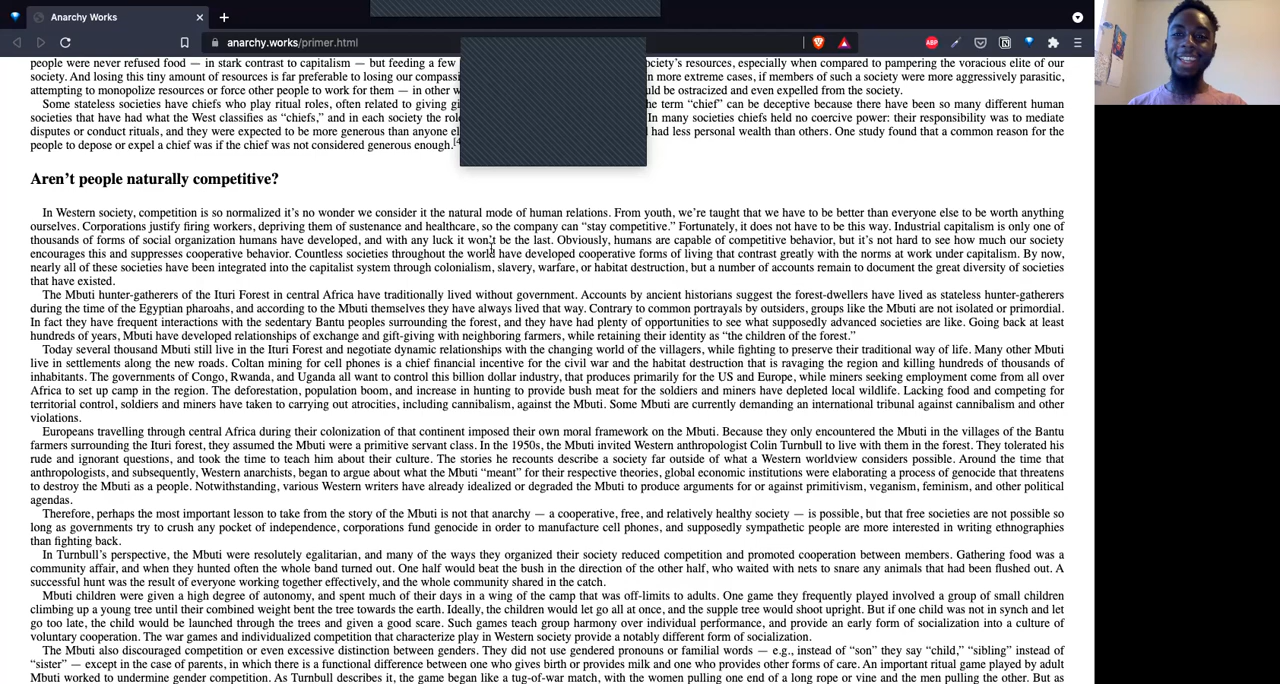 Anarchy Works
anarchy.works/primer.html
ABP
people were never refused food — in stark contrast to capitalism — but feeding a few ociety's resources, especially when compared to pampering the voracious elite of our
society. And losing this tiny amount of resources is far preferable to losing our compassi n more extreme cases, if members of such a society were more aggressively parasitic,
attempting to monopolize resources or force other people to work for them — in other w uld be ostracized and even expelled from the society.
Some stateless societies have chiefs who play ritual roles, often related to giving gi he term “chief” can be deceptive because there have been so many different human
societies that have had what the West classifies as “chiefs,” and in each society the rol In many societies chiefs held no coercive power: their responsibility was to mediate
disputes or conduct rituals, and they were expected to be more generous than anyone el had less personal wealth than others. One study found that a common reason for the
people to depose or expel a chief was if the chief was not considered generous enough.[4
Aren’t people naturally competitive?
In Western society, competition is so normalized it’s no wonder we consider it the natural mode of human relations. From youth, we’re taught that we have to be better than everyone else to be worth anything
ourselves. Corporations justify firing workers, depriving them of sustenance and healthcare, so the company can “stay competitive.” Fortunately, it does not have to be this way. Industrial capitalism is only one of
thousands of forms of social organization humans have developed, and with any luck it won’t be the last. Obviously, humans are capable of competitive behavior, but it’s not hard to see how much our society
encourages this and suppresses cooperative behavior. Countless societies throughout the world have developed cooperative forms of living that contrast greatly with the norms at work under capitalism. By now,
nearly all of these societies have been integrated into the capitalist system through colonialism, slavery, warfare, or habitat destruction, but a number of accounts remain to document the great diversity of societies
that have existed.
The Mbuti hunter-gatherers of the Ituri Forest in central Africa have traditionally lived without government. Accounts by ancient historians suggest the forest-dwellers have lived as stateless hunter-gatherers
during the time of the Egyptian pharoahs, and according to the Mbuti themselves they have always lived that way. Contrary to common portrayals by outsiders, groups like the Mbuti are not isolated or primordial.
In fact they have frequent interactions with the sedentary Bantu peoples surrounding the forest, and they have had plenty of opportunities to see what supposedly advanced societies are like. Going back at least
hundreds of years, Mbuti have developed relationships of exchange and gift-giving with neighboring farmers, while retaining their identity as “the children of the forest.”
Today several thousand Mbuti still live in the Ituri Forest and negotiate dynamic relationships with the changing world of the villagers, while fighting to preserve their traditional way of life. Many other Mbuti
live in settlements along the new roads. Coltan mining for cell phones is a chief financial incentive for the civil war and the habitat destruction that is ravaging the region and killing hundreds of thousands of
inhabitants. The governments of Congo, Rwanda, and Uganda all want to control this billion dollar industry, that produces primarily for the US and Europe, while miners seeking employment come from all over
Africa to set up camp in the region. The deforestation, population boom, and increase in hunting to provide bush meat for the soldiers and miners have depleted local wildlife. Lacking food and competing for
territorial control, soldiers and miners have taken to carrying out atrocities, including cannibalism, against the Mbuti. Some Mbuti are currently demanding an international tribunal against cannibalism and other
violations.
Europeans travelling through central Africa during their colonization of that continent imposed their own moral framework on the Mbuti. Because they only encountered the Mbuti in the villages of the Bantu
farmers surrounding the Ituri forest, they assumed the Mbuti were a primitive servant class. In the 1950s, the Mbuti invited Western anthropologist Colin Turnbull to live with them in the forest. They tolerated his
rude and ignorant questions, and took the time to teach him about their culture. The stories he recounts describe a society far outside of what a Western worldview considers possible. Around the time that
anthropologists, and subsequently, Western anarchists, began to argue about what the Mbuti “meant” for their respective theories, global economic institutions were elaborating a process of genocide that threatens
to destroy the Mbuti as a people. Notwithstanding, various Western writers have already idealized or degraded the Mbuti to produce arguments for or against primitivism, veganism, feminism, and other political
agendas.
Therefore, perhaps the most important lesson to take from the story of the Mbuti is not that anarchy — a cooperative, free, and relatively healthy society — is possible, but that free societies are not possible so
long as governments try to crush any pocket of independence, corporations fund genocide in order to manufacture cell phones, and supposedly sympathetic people are more interested in writing ethnographies
than fighting back.
In Turnbull’s perspective, the Mbuti were resolutely egalitarian, and many of the ways they organized their society reduced competition and promoted cooperation between members. Gathering food was a
community affair, and when they hunted often the whole band turned out. One half would beat the bush in the direction of the other half, who waited with nets to snare any animals that had been flushed out. A
successful hunt was the result of everyone working together effectively, and the whole community shared in the catch.
Mbuti children were given a high degree of autonomy, and spent much of their days in a wing of the camp that was off-limits to adults. One game they frequently played involved a group of small children
climbing up a young tree until their combined weight bent the tree towards the earth. Ideally, the children would let go all at once, and the supple tree would shoot upright. But if one child was not in synch and let
go too late, the child would be launched through the trees and given a good scare. Such games teach group harmony over individual performance, and provide an early form of socialization into a culture of
voluntary cooperation. The war games and individualized competition that characterize play in Western society provide a notably different form of socialization.
The Mbuti also discouraged competition or even excessive distinction between genders. They did not use gendered pronouns or familial words — e.g., instead of “son” they say “child,” “sibling” instead of
“sister” — except in the case of parents, in which there is a functional difference between one who gives birth or provides milk and one who provides other forms of care. An important ritual game played by adult
Mbuti worked to undermine gender competition. As Turnbull describes it, the game began like a tug-of-war match, with the women pulling one end of a long rope or vine and the men pulling the other. But as